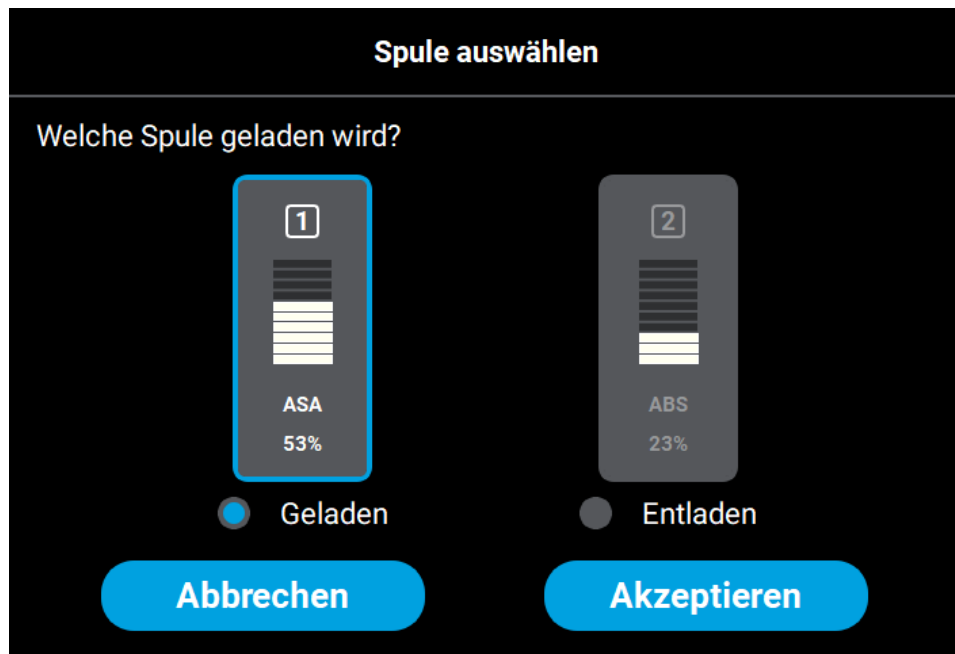 Spule auswählen
Welche Spule geladen wird?
1
2
ASA
ABS
53%
23%
Geladen
Entladen
Abbrechen
Akzeptieren